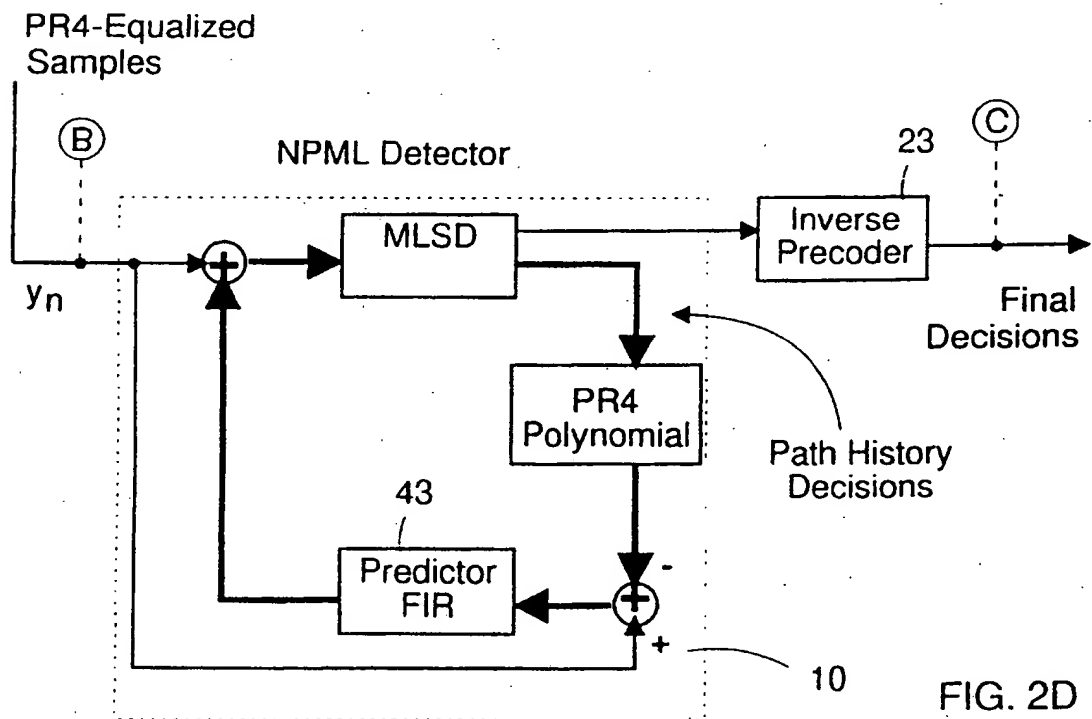 PR4-Equalized
Samples
B
NPML Detector
C
23
MLSD
Inverse
Precoder
+
yn
Final
Decisions
PR4
Polynomial
Path History
Decisions
43
Predictor
FIR
-
+
+
10
FIG. 2D